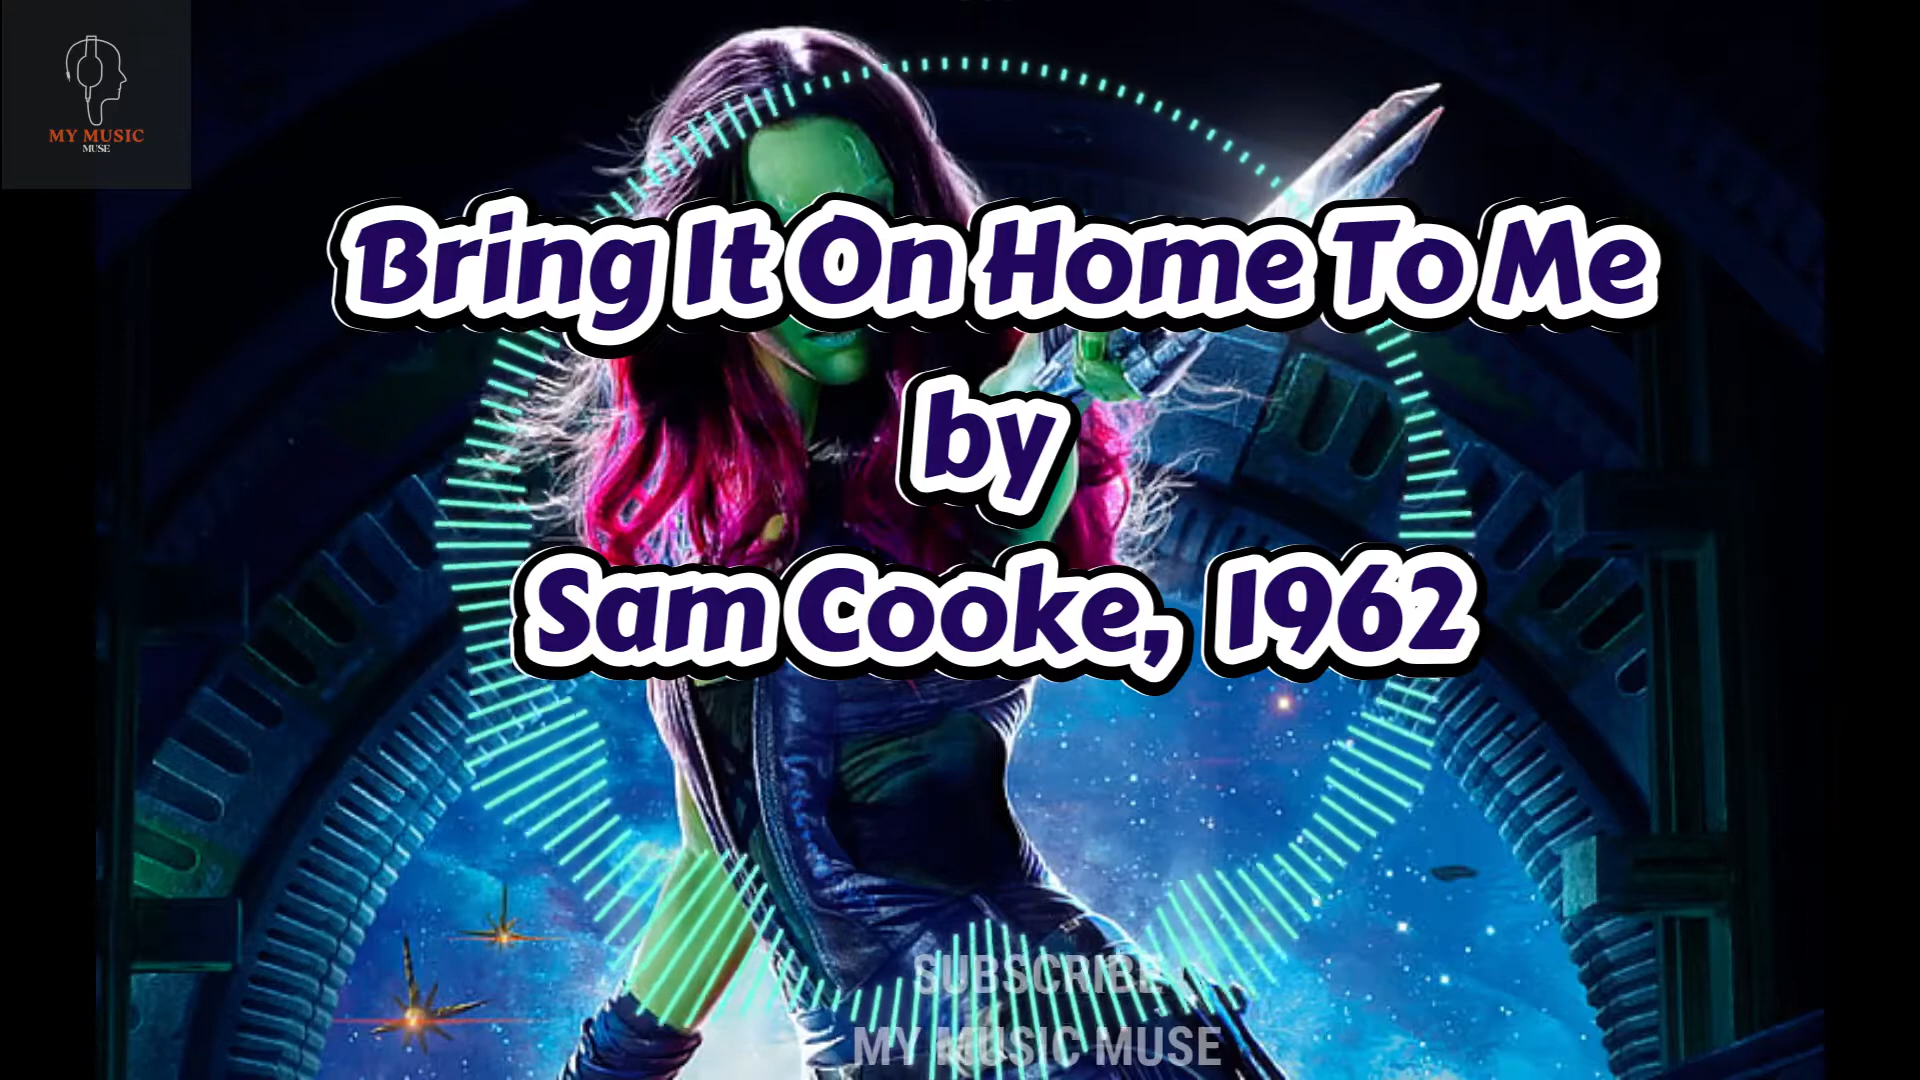 MY MUSIC
MUSE
Bring It On Home To Me
by
Sam Cooke, 1962
SUBSCRIBE
MY MUSIC MUSE